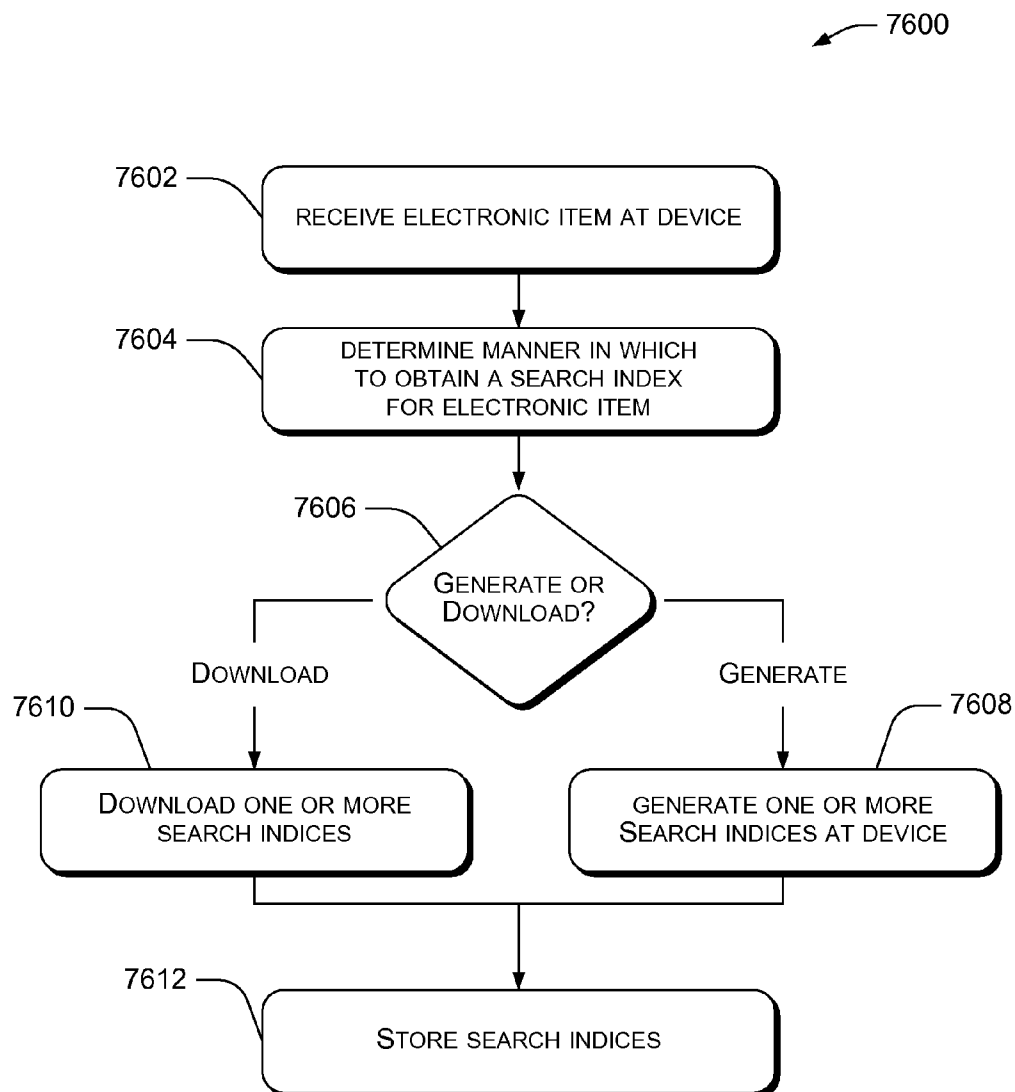 7600
7602
RECEIVE ELECTRONIC ITEM AT DEVICE
7604
DETERMINE MANNER IN WHICH
TO OBTAIN A SEARCH INDEX
FOR ELECTRONIC ITEM
7606
GENERATE OR
DOWNLOAD?
DOWNLOAD
GENERATE
7610
7608
DOWNLOAD ONE OR MORE
SEARCH INDICES
GENERATE ONE OR MORE
SEARCH INDICES AT DEVICE
7612
STORE SEARCH INDICES